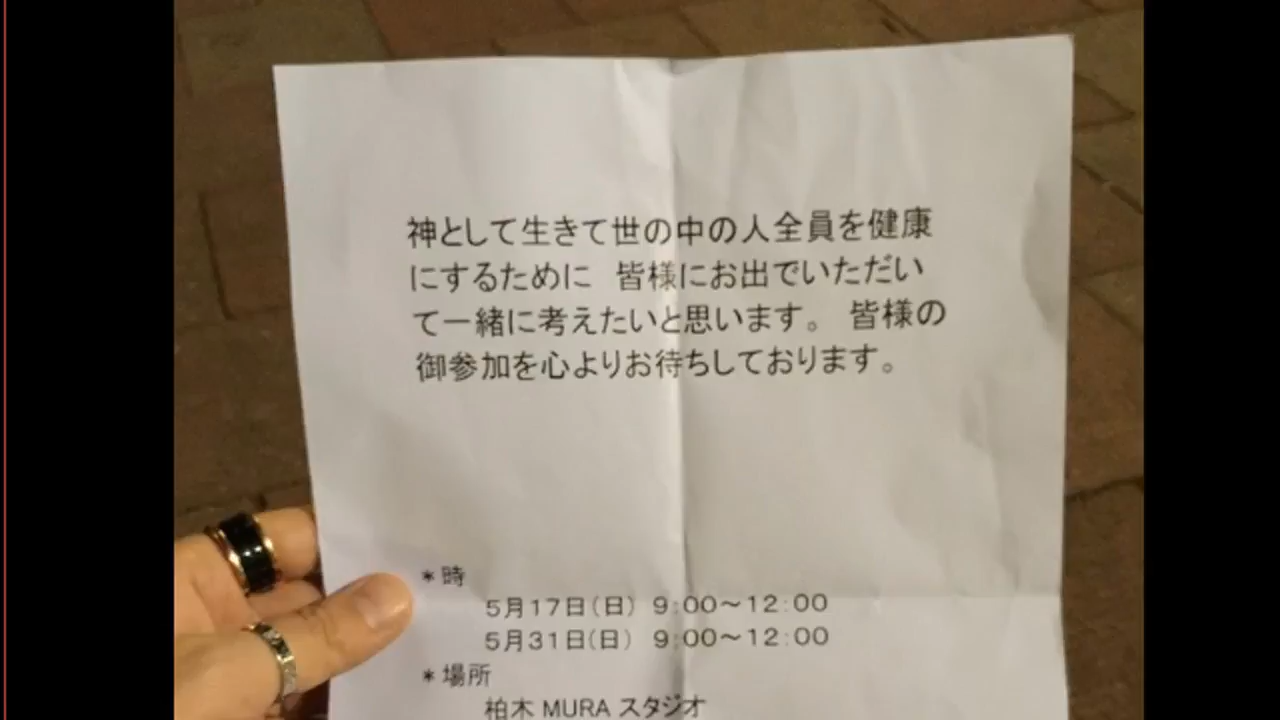 神として生きて世の中の人全員を健康
にするために 皆様にお出でいただい
て一緒に考えたいと思います。 皆様の
御参加を心よりお待ちしております。
*時
5月17日(日) 9:00～12:00
5月31日(日) 9:00～12:00
*場所
柏木 MURA スタジオ